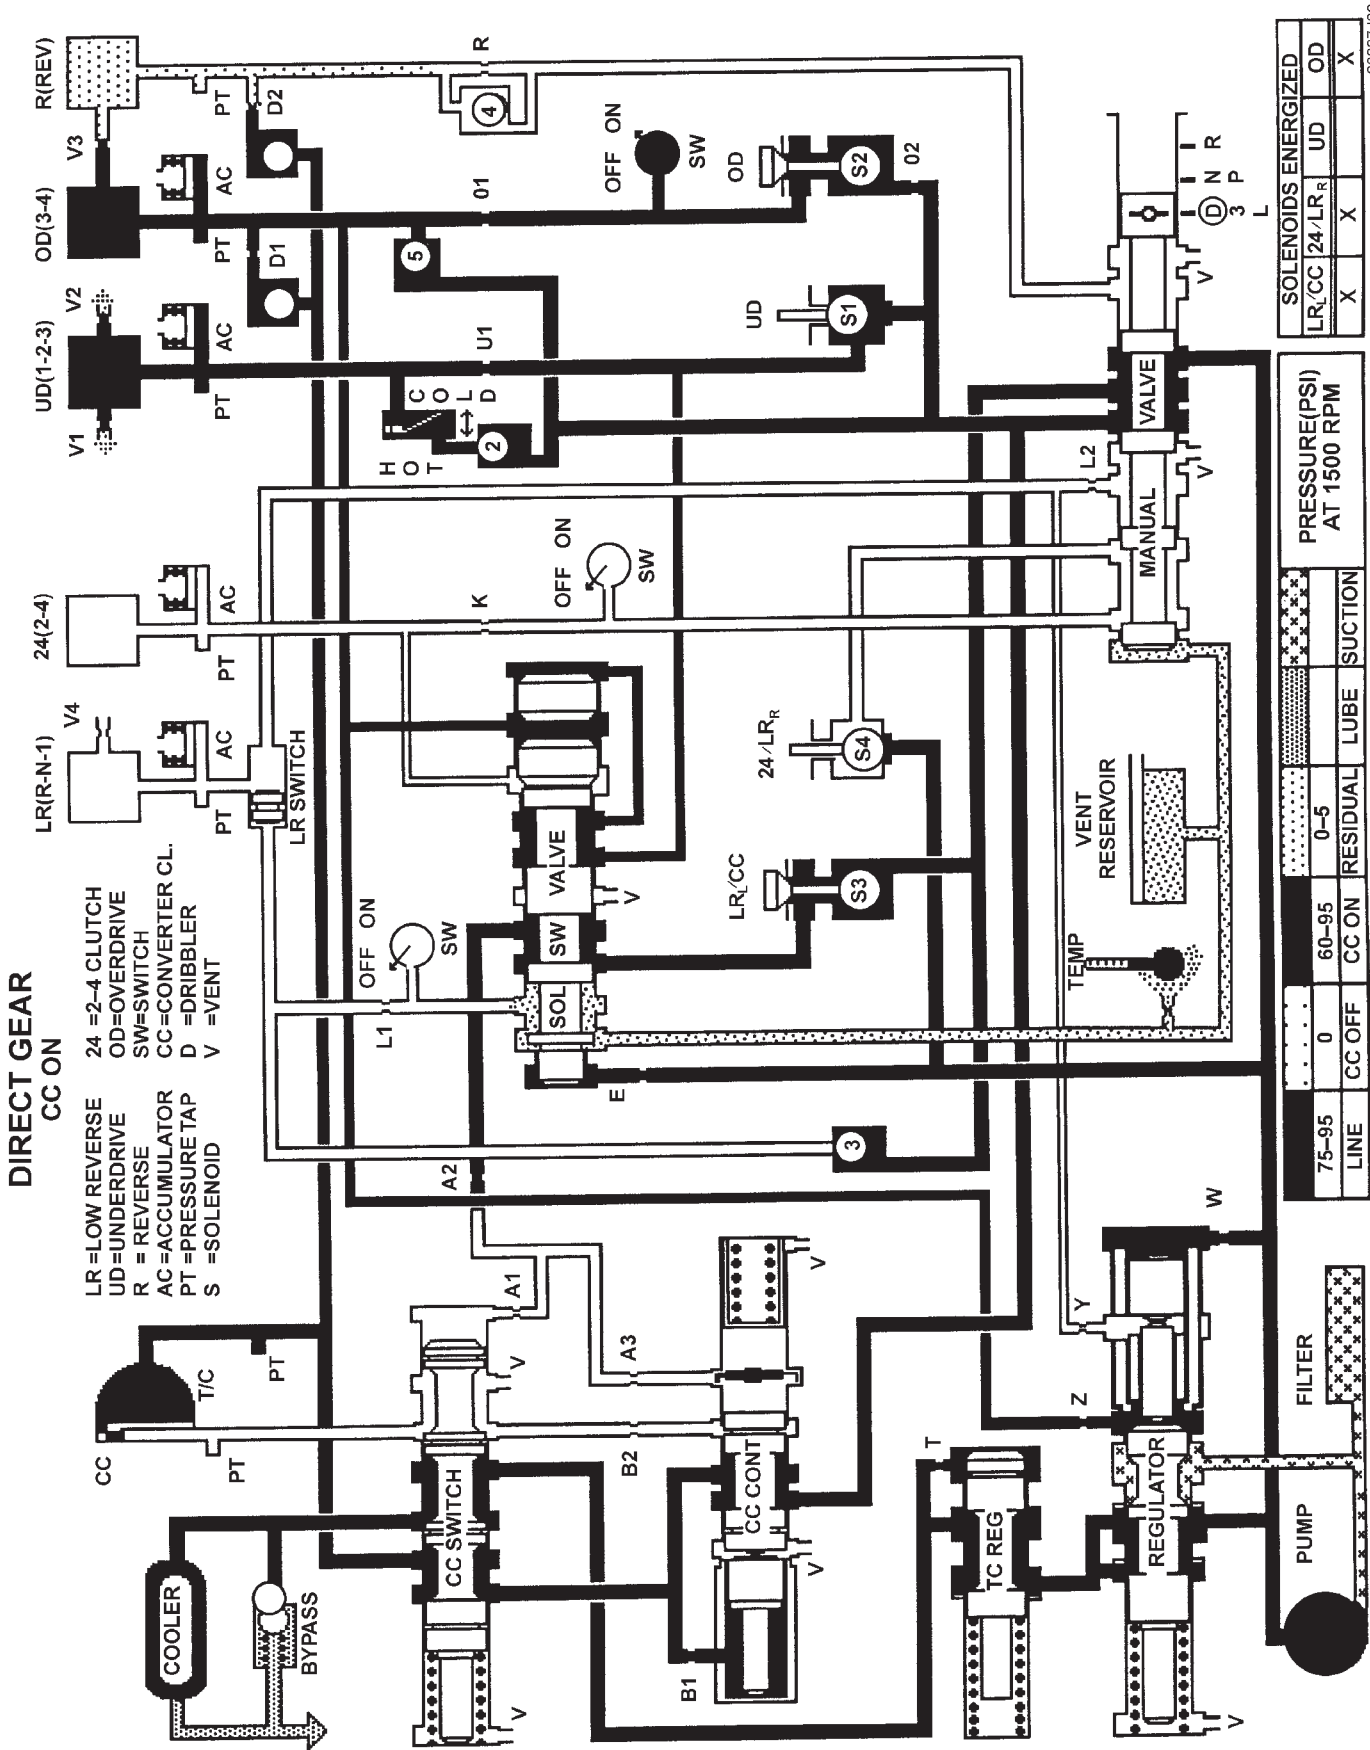 DIRECT GEAR
CC ON
LR =LOW REVERSE
UD=UNDERDRIVE
R = REVERSE
AC=ACCUMULATOR
PT =PRESSURE TAP
S =SOLENOID
24 =2–4 CLUTCH
OD=OVERDRIVE
SW=SWITCH
CC=CONVERTER CL.
D =DRIBBLER
V =VENT
LR(R-N-1)
24(2-4)
UD(1-2-3)
OD(3-4)
R(REV)
V4
V1
V2
V3
PT
AC
PT
AC
PT
AC
PT
AC
PT
LR SWITCH
D1
D2
CC
T/C
PT
PT
COOLER
BYPASS
HOT
COLD
2
5
4
K
U1
01
R
OFF ON
SW
OFF ON
SW
OFF ON
SW
L1
A2
A1
A3
V
CC SWITCH
V
B2
B1
CC CONT
V
V
E
SOL
SW
VALVE
V
3
LRL/CC
S3
24/LRR
S4
UD
S1
OD
S2
02
TEMP
VENT
RESERVOIR
L2
MANUAL
VALVE
V
V
D
N
R
3
P
L
T
TC REG
Z
Y
W
REGULATOR
V
PUMP
FILTER
75–95
0
60–95
0–5
PRESSURE(PSI)
AT 1500 RPM
LINE
CC OFF
CC ON
RESIDUAL
LUBE
SUCTION
SOLENOIDS ENERGIZED
LRL/CC
24/LRR
UD
OD
X
X
X